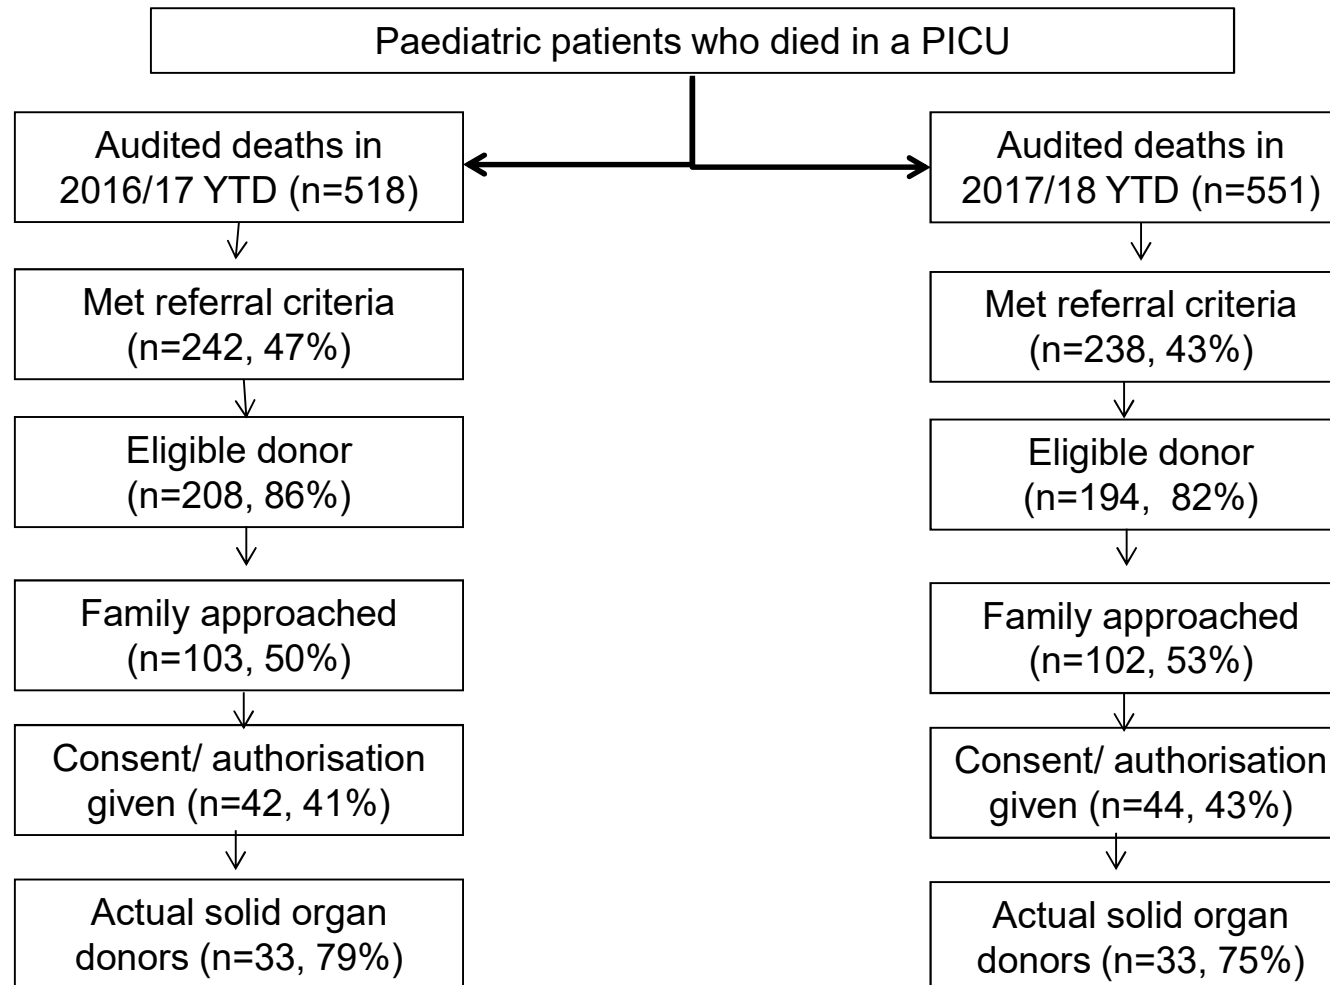 Paediatric patients who died in a PICU
Audited deaths in
2016/17 YTD (n=518)
Met referral criteria
(n=242, 47%)
Eligible donor
(n=208, 86%)
Family approached
(n=103, 50%)
Consent/ authorisation
given (n=42, 41%)
Actual solid organ
donors (n=33, 79%)
Audited deaths in
2017/18 YTD (n=551)
Met referral criteria
(n=238, 43%)
Eligible donor
(n=194,  82%)
Family approached
(n=102, 53%)
Consent/ authorisation
given (n=44, 43%)
Actual solid organ
donors (n=33, 75%)